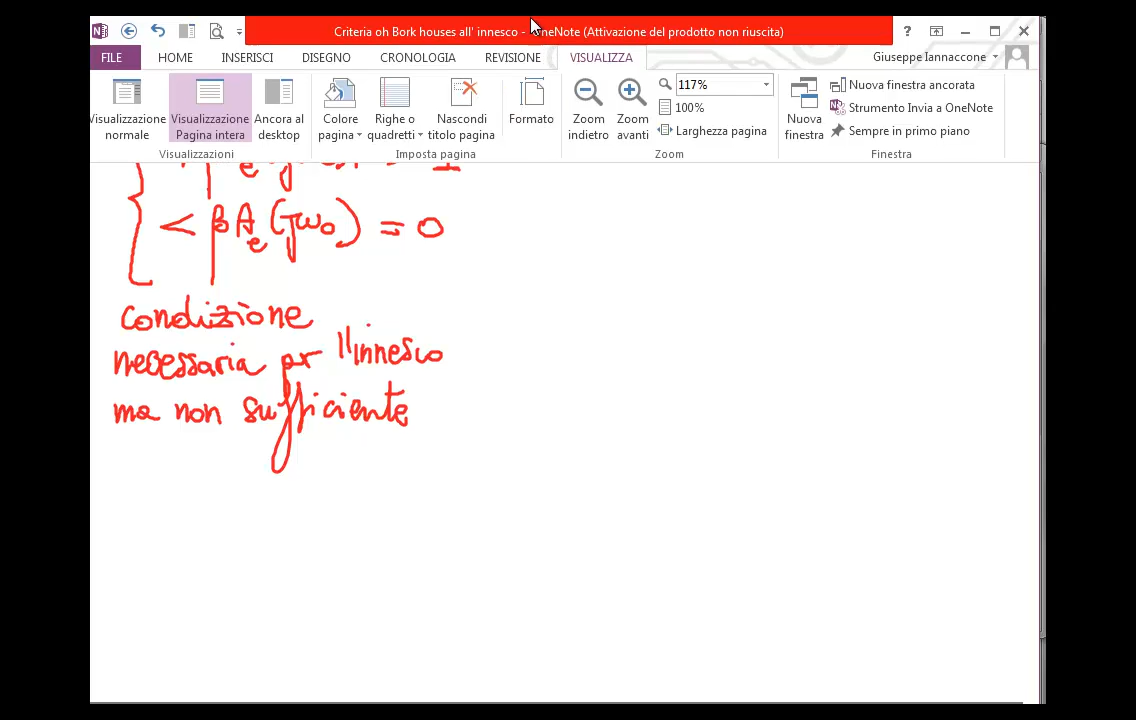 Criteria oh Bork houses all' innesco - OneNote (Attivazione del prodotto non riuscita)
FILE HOME INSERISCI DISEGNO CRONOLOGIA REVISIONE VISUALIZZA Giuseppe Iannaccone
Visualizzazione normale
Visualizzazione Pagina intera
Ancora al desktop
Visualizzazioni
Colore pagina
Righe o quadretti
Nascondi titolo pagina
Imposta pagina
Formato
Zoom indietro
Zoom avanti
117%
100%
Larghezza pagina
Zoom
Nuova finestra
Nuova finestra ancorata
Strumento Invia a OneNote
Sempre in primo piano
Finestra
< βAe(jω0) = 0
condizione
necessaria per l'innesco
ma non sufficiente